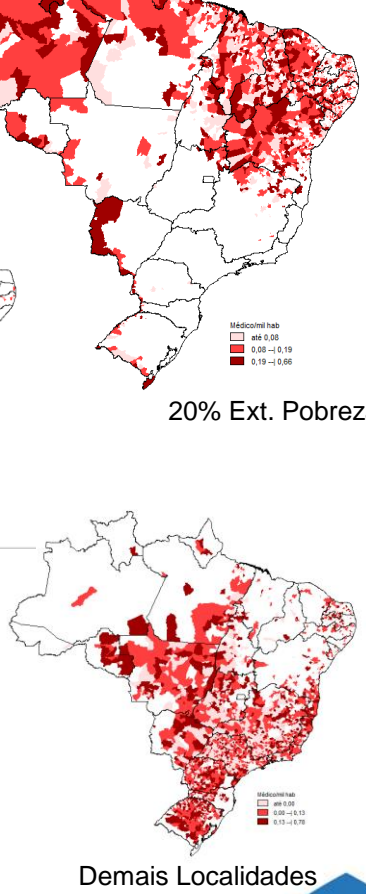 Médico/mil hab
até 0,08
0,08 --| 0,19
0,19 --| 0,66
20% Ext. Pobrez
Médico/mil hab
até 0,08
0,08 --| 0,13
0,13 --| 0,78
Demais Localidades